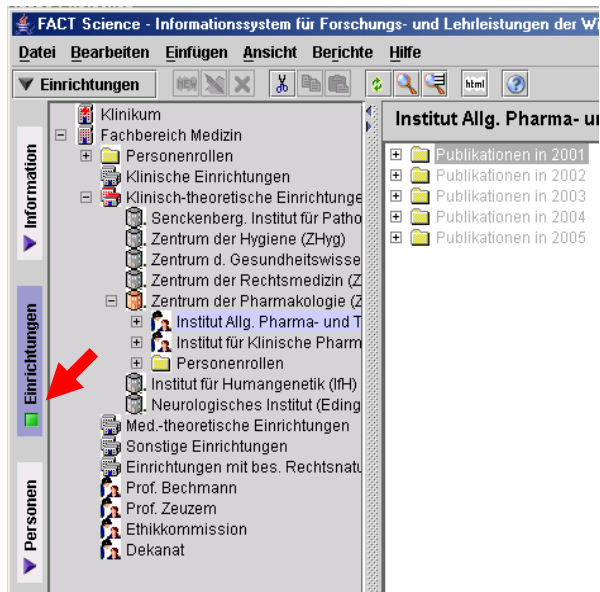 FACT Science - Informationssystem für Forschungs- und Lehrleistungen der Wi
Datei Bearbeiten Einfügen Ansicht Berichte Hilfe
Einrichtungen NEW html ?
Information
Einrichtungen
Personen
Klinikum
Fachbereich Medizin
Personenrollen
Klinische Einrichtungen
Klinisch-theoretische Einrichtunge
Senckenberg. Institut für Patho
Zentrum der Hygiene (ZHyg)
Zentrum d. Gesundheitswisse
Zentrum der Rechtsmedizin (Z
Zentrum der Pharmakologie (Z
Institut Allg. Pharma- und T
Institut für Klinische Pharm
Personenrollen
Institut für Humangenetik (IfH)
Neurologisches Institut (Eding
Med.-theoretische Einrichtungen
Sonstige Einrichtungen
Einrichtungen mit bes. Rechtsnatu
Prof. Bechmann
Prof. Zeuzem
Ethikkommission
Dekanat
Institut Allg. Pharma- un
Publikationen in 2001
Publikationen in 2002
Publikationen in 2003
Publikationen in 2004
Publikationen in 2005